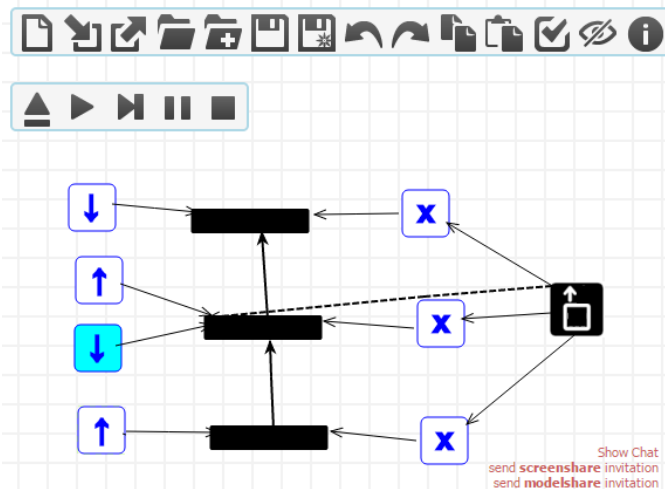 x
x
x
Show Chat
send screenshare invitation
send modelshare invitation